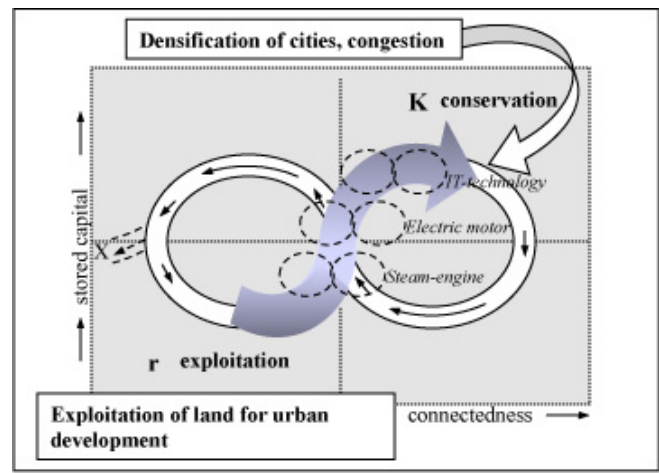 Densification of cities, congestion
K conservation
IT-technology
stored capital
X
Electric motor
Steam-engine
r exploitation
connectedness
Exploitation of land for urban
development